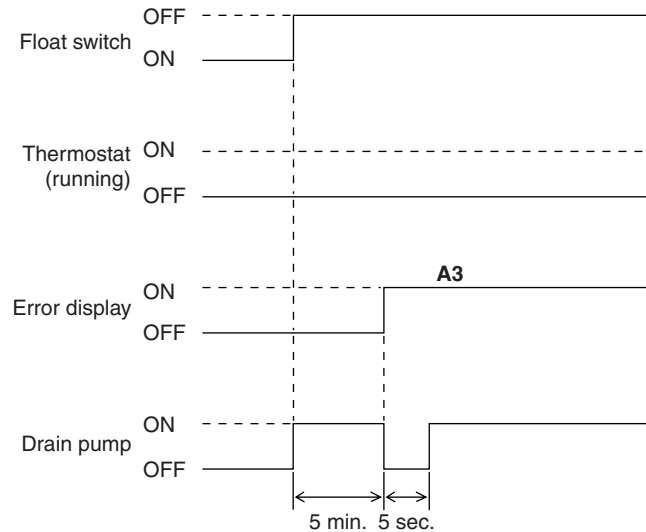 OFF
Float switch
ON
Thermostat ON
(running)
OFF
A3
ON
Error display
OFF
ON
Drain pump
OFF
5 min. 5 sec.